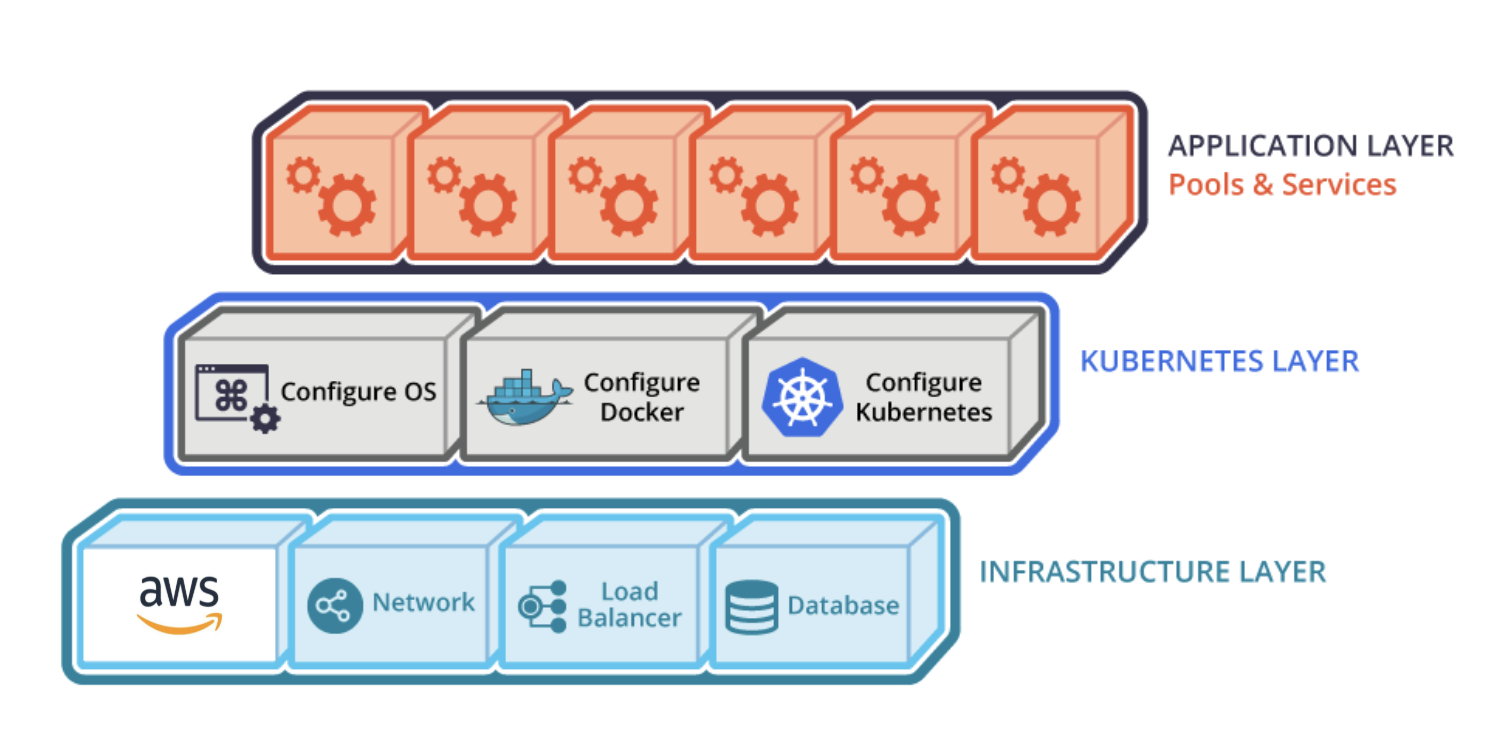 APPLICATION LAYER
Pools & Services
Configure OS
Configure
Docker
Configure
Kubernetes
KUBERNETES LAYER
aws
Network
Load
Balancer
Database
INFRASTRUCTURE LAYER